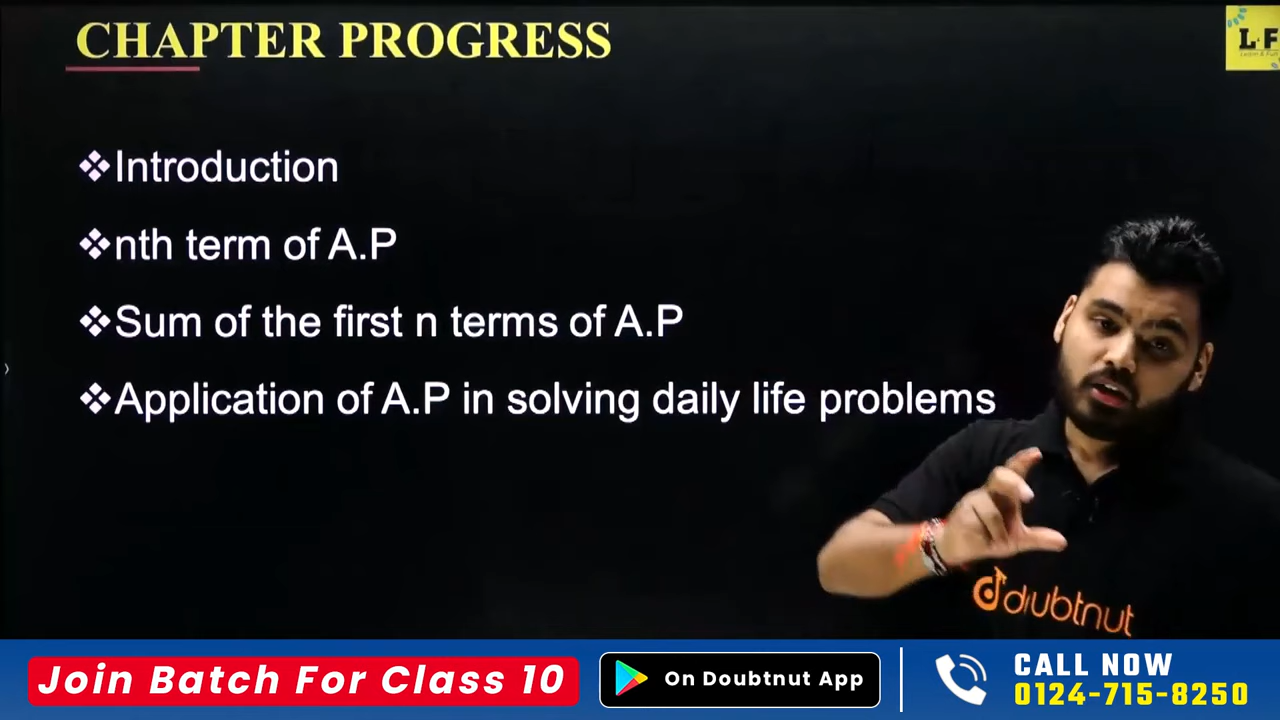 CHAPTER PROGRESS
L F
❖Introduction
❖nth term of A.P
❖Sum of the first n terms of A.P
❖Application of A.P in solving daily life problems
doubtnut
Join Batch For Class 10
On Doubtnut App
CALL NOW
0124-715-8250